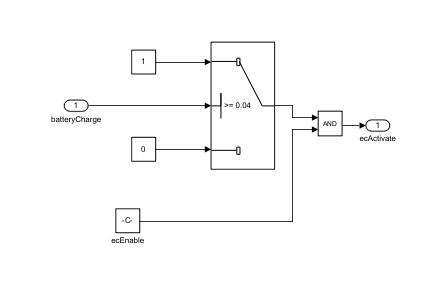 1
1
batteryCharge
>= 0.04
0
AND
1
ecActivate
-C-
ecEnable